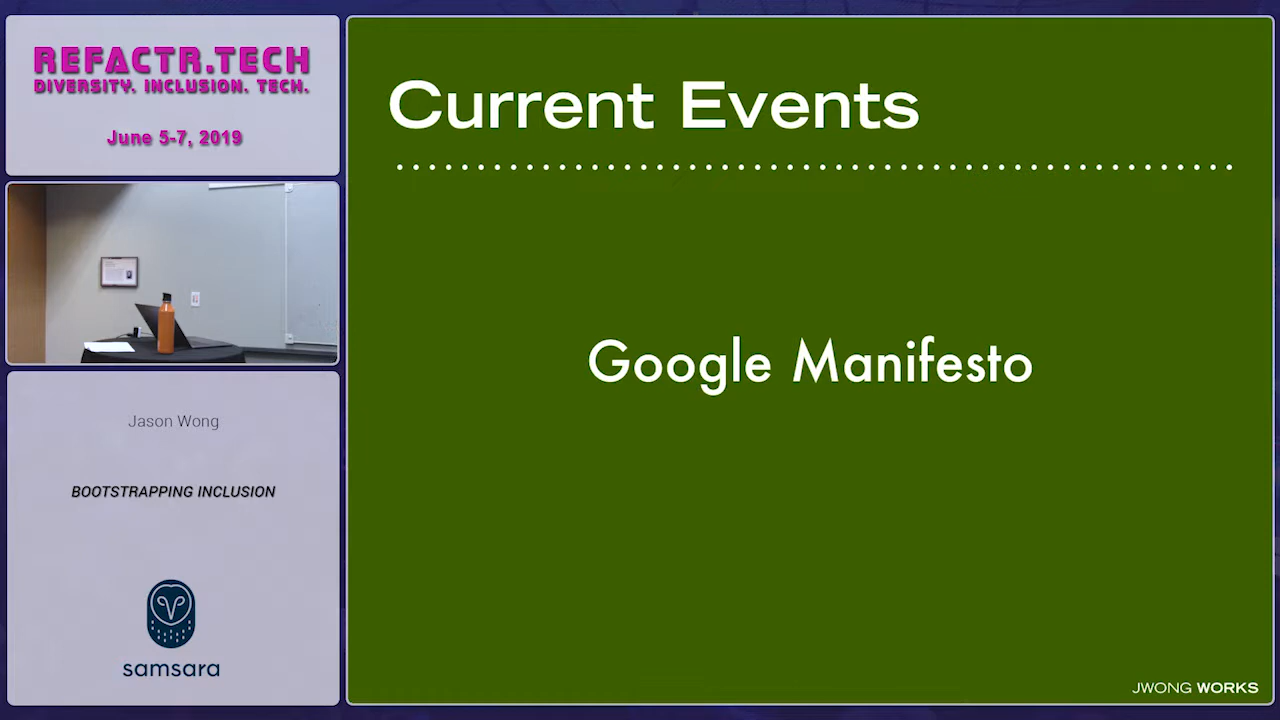 REFACTR.TECH
DIVERSITY. INCLUSION. TECH.
June 5-7, 2019
Jason Wong
BOOTSTRAPPING INCLUSION
samsara
Current Events
Google Manifesto
JWONG WORKS